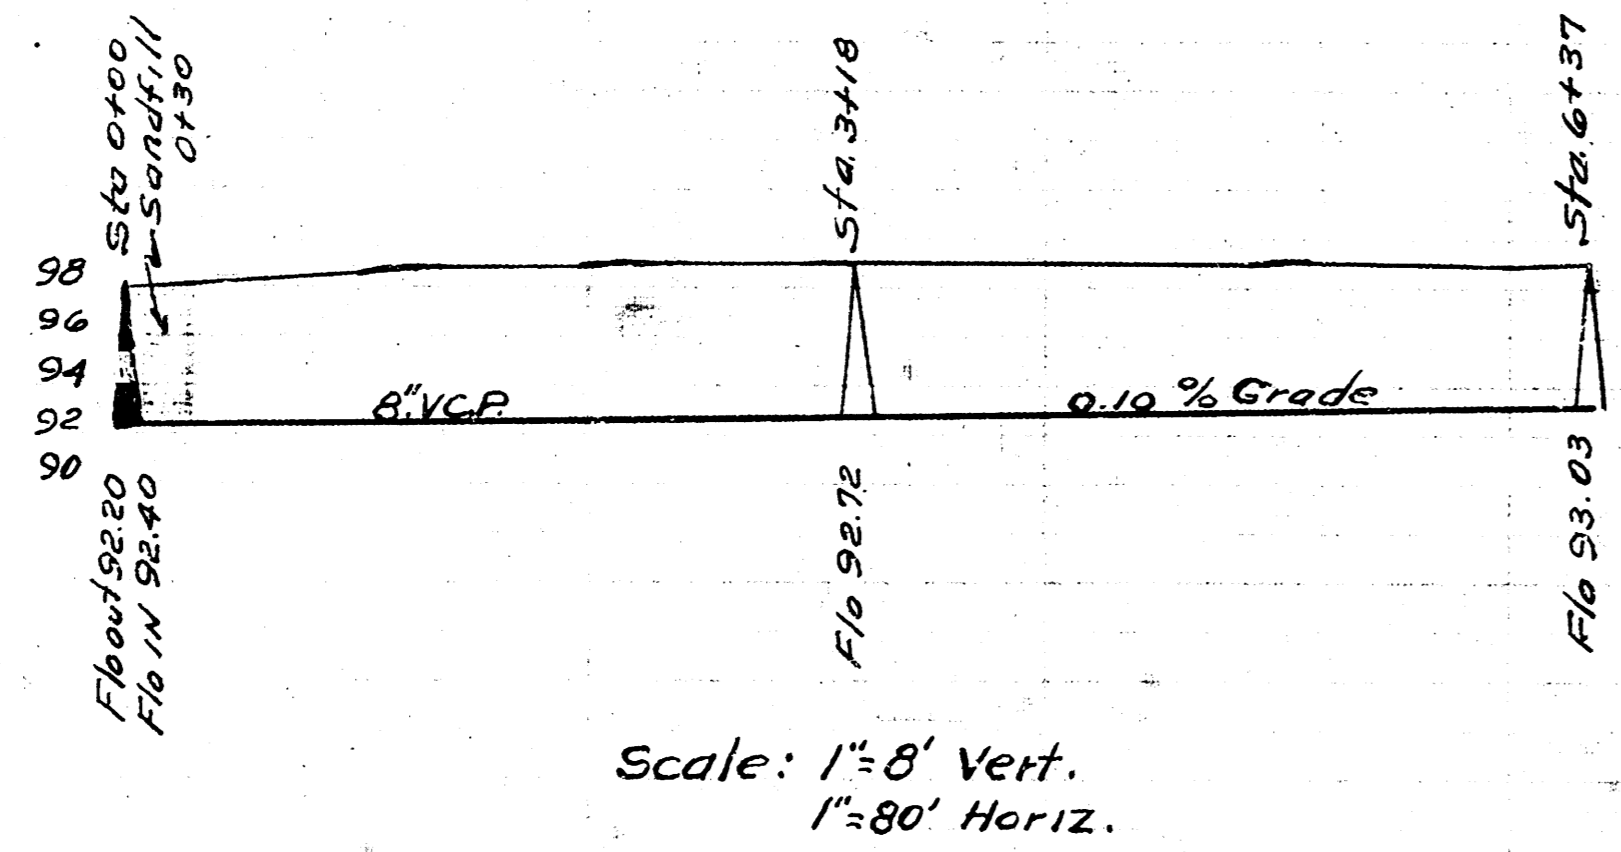 Sta 0+00
Sandfill
0+30
Sta. 3+18
Sta. 6+37
98
96
94
92
90
8" V.C.P.
0.10 % Grade
Flo out 92.20
Flo IN 92.40
Flo 92.72
Flo 93.03
Scale: 1"=8' Vert.
1"=80' Horiz.